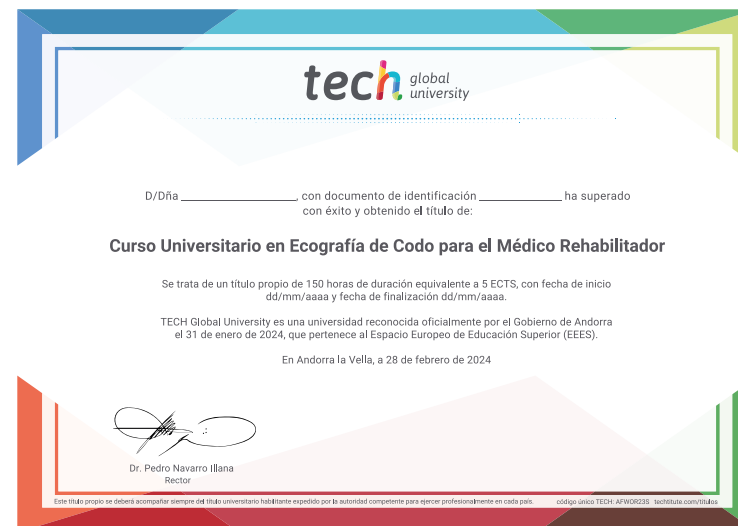 tech global university
D/Dña ______________, con documento de identificación __________ ha superado
con éxito y obtenido el título de:
Curso Universitario en Ecografía de Codo para el Médico Rehabilitador
Se trata de un título propio de 150 horas de duración equivalente a 5 ECTS, con fecha de inicio
dd/mm/aaaa y fecha de finalización dd/mm/aaaa.
TECH Global University es una universidad reconocida oficialmente por el Gobierno de Andorra
el 31 de enero de 2024, que pertenece al Espacio Europeo de Educación Superior (EEES).
En Andorra la Vella, a 28 de febrero de 2024
Dr. Pedro Navarro Illana
Rector
Este título propio se deberá acompañar siempre del título universitario habilitante expedido por la autoridad competente para ejercer profesionalmente en cada país. código único TECH: AFWOR23S techtitute.com/titulos